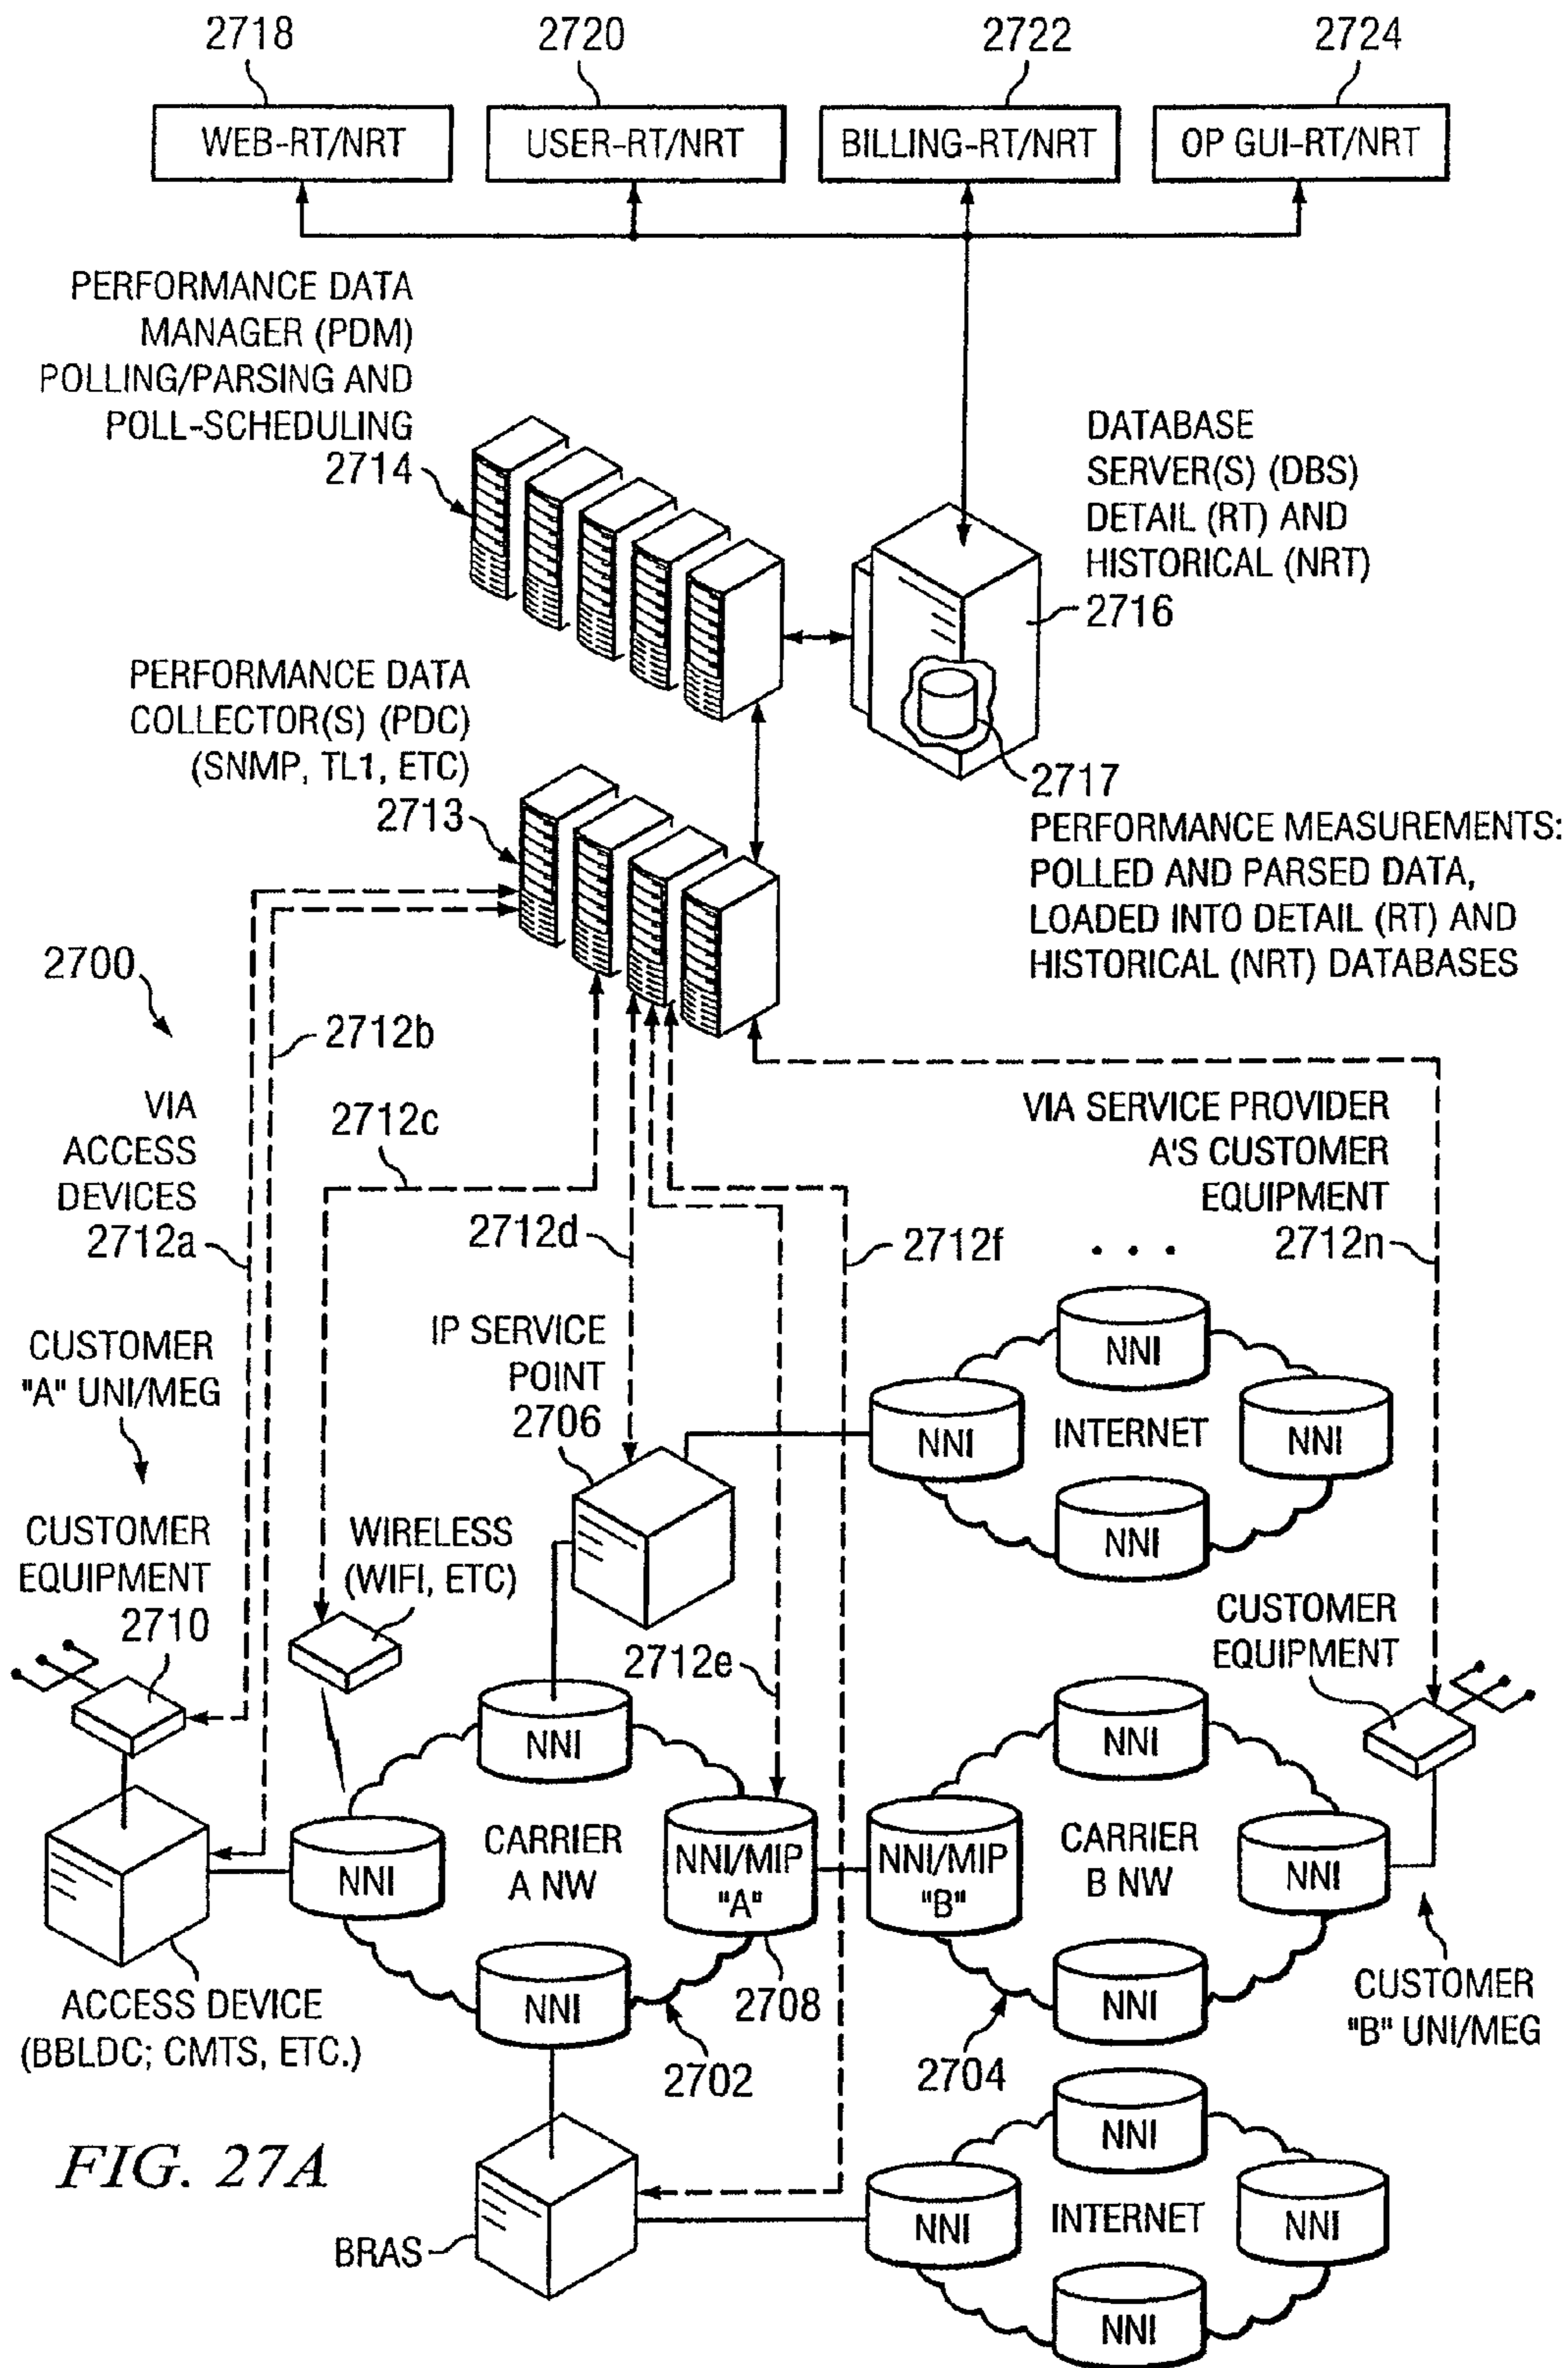 2718
2720
2722
2724
WEB-RT/NRT
USER-RT/NRT
BILLING-RT/NRT
OP GUI-RT/NRT
PERFORMANCE DATA
MANAGER (PDM)
POLLING/PARSING AND
POLL-SCHEDULING
2714
DATABASE
SERVER(S) (DBS)
DETAIL (RT) AND
HISTORICAL (NRT)
2716
PERFORMANCE DATA
COLLECTOR(S) (PDC)
(SNMP, TL1, ETC)
2713
2717
PERFORMANCE MEASUREMENTS:
POLLED AND PARSED DATA,
LOADED INTO DETAIL (RT) AND
HISTORICAL (NRT) DATABASES
2700
2712b
VIA
ACCESS
DEVICES
2712a
2712c
2712d
2712f
VIA SERVICE PROVIDER
A'S CUSTOMER
EQUIPMENT
2712n
. . .
CUSTOMER
"A" UNI/MEG
IP SERVICE
POINT
2706
NNI
NNI
INTERNET
NNI
NNI
CUSTOMER
EQUIPMENT
2710
WIRELESS
(WIFI, ETC)
2712e
CUSTOMER
EQUIPMENT
NNI
NNI
CARRIER
A NW
NNI/MIP
"A"
NNI
2708
2702
NNI
NNI/MIP
"B"
CARRIER
B NW
NNI
NNI
2704
CUSTOMER
"B" UNI/MEG
ACCESS DEVICE
(BBLDC; CMTS, ETC.)
BRAS
NNI
NNI
INTERNET
NNI
NNI
FIG. 27A